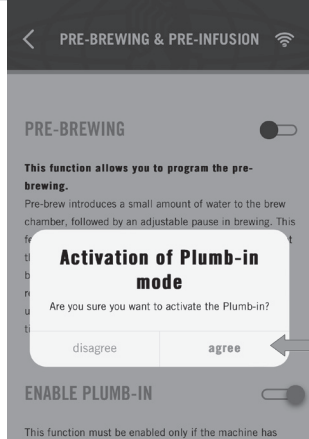 PRE-BREWING & PRE-INFUSION
PRE-BREWING
This function allows you to program the pre-
brewing.
Pre-brew introduces a small amount of water to the brew
chamber, followed by an adjustable pause in brewing. This
Activation of Plumb-in
mode
Are you sure you want to activate the Plumb-in?
disagree
agree
ENABLE PLUMB-IN
This function must be enabled only if the machine has